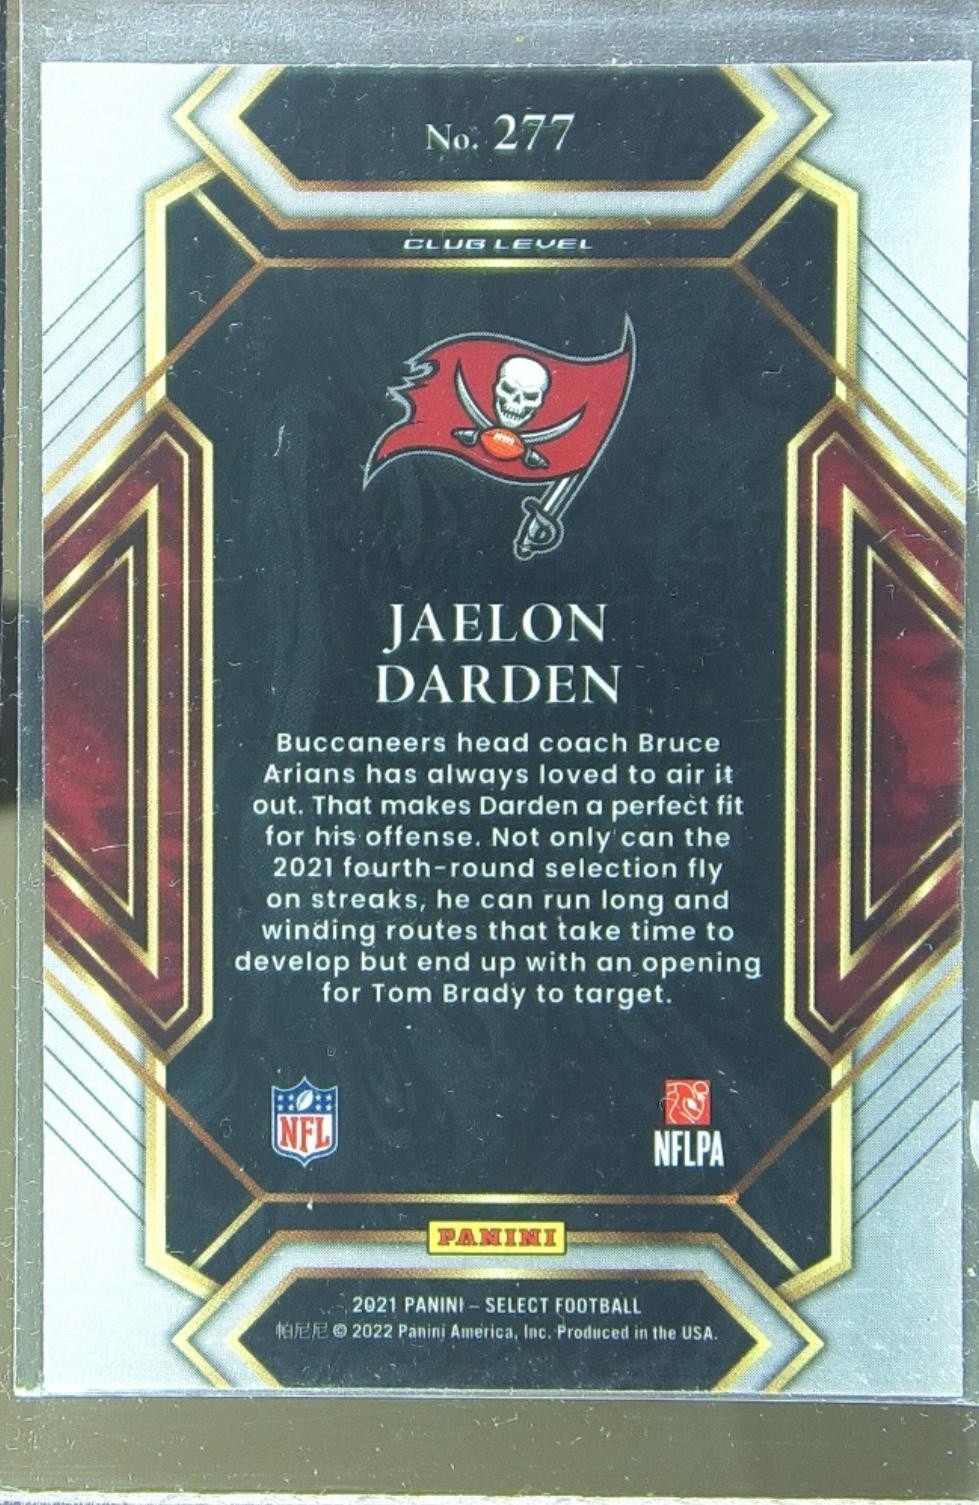 No. 277
CLUB LEVEL
JAELON
DARDEN
Buccaneers head coach Bruce
Arians has always loved to air it
out. That makes Darden a perfect fit
for his offense. Not only can the
2021 fourth-round selection fly
on streaks, he can run long and
winding routes that take time to
develop but end up with an opening
for Tom Brady to target.
NFL
NFLPA
PANINI
2021 PANINI – SELECT FOOTBALL
帕尼尼 © 2022 Panini America, Inc. Produced in the USA.